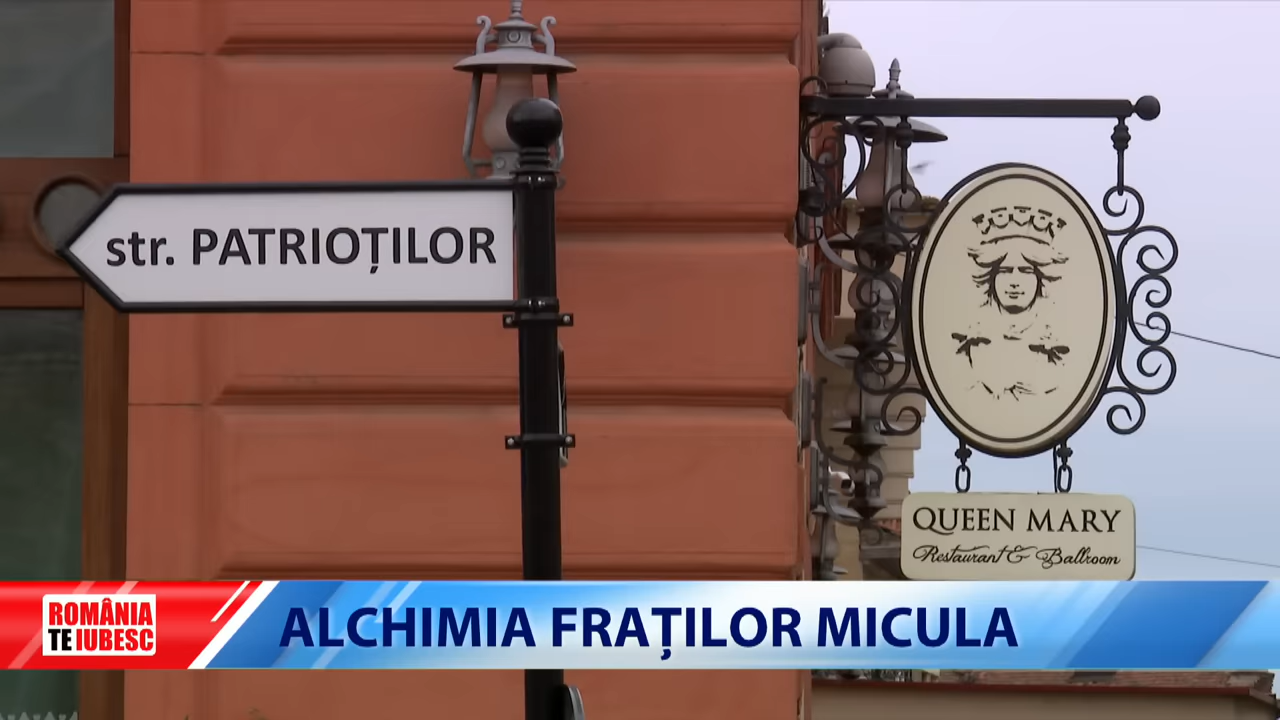 str. PATRIOȚILOR
QUEEN MARY
Restaurant & Ballroom
ROMÂNIA
TE IUBESC
ALCHIMIA FRAȚILOR MICULA